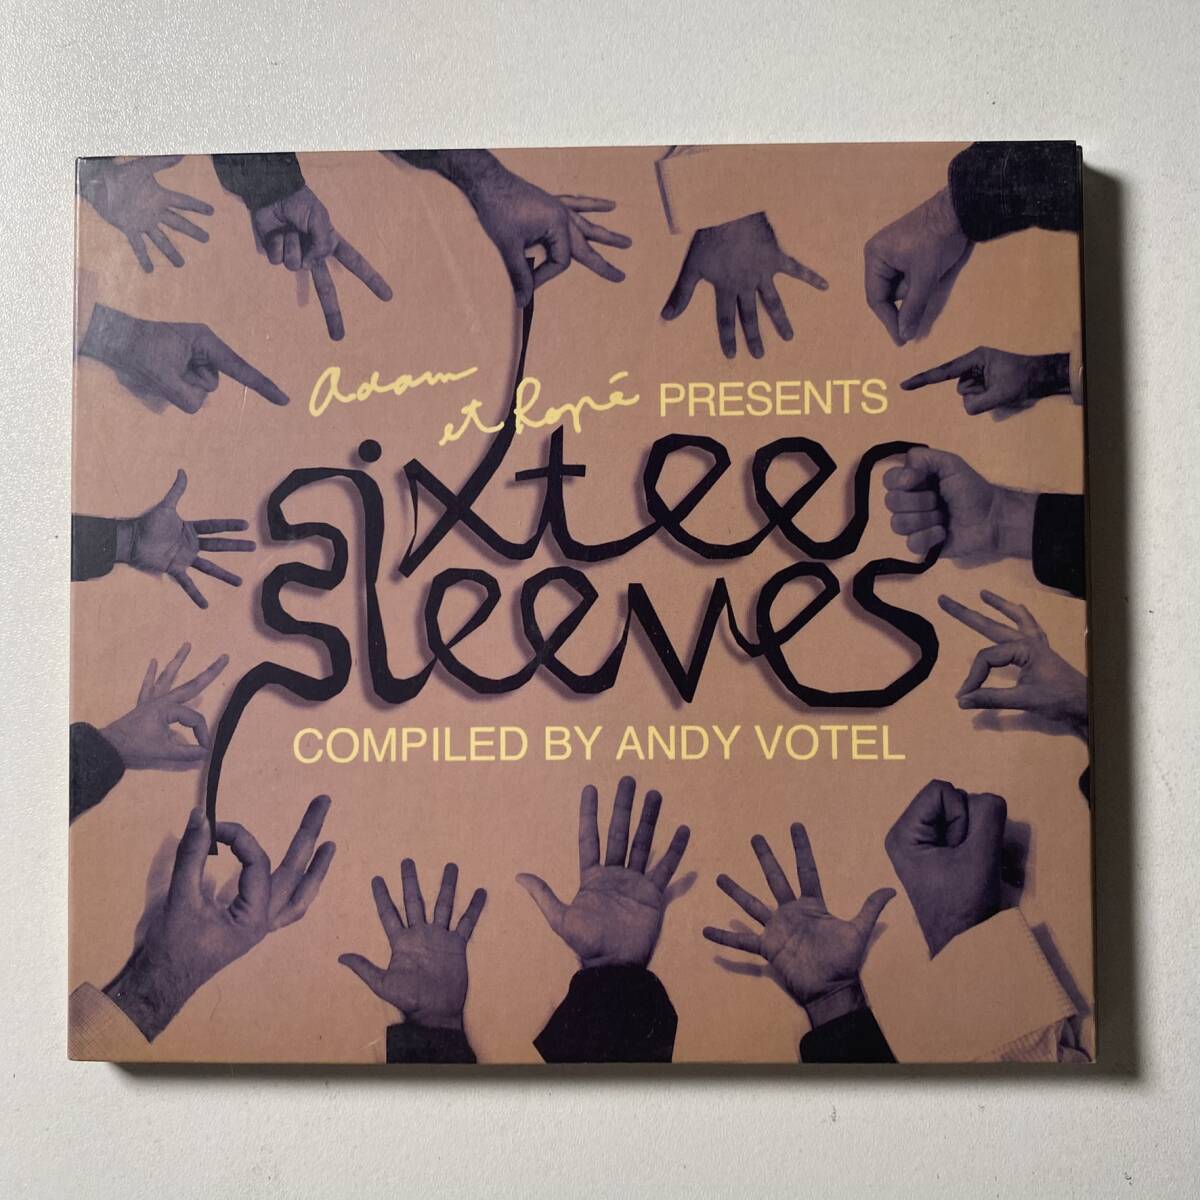 adam
et Ropé PRESENTS
sixteen
sleeves
COMPILED BY ANDY VOTEL